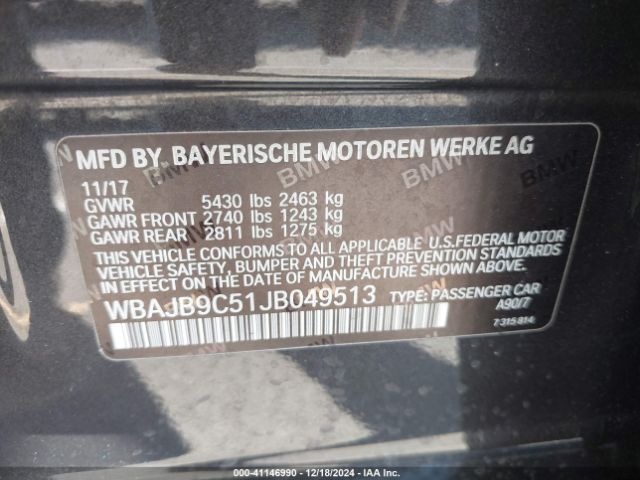 MFD BY. BAYERISCHE MOTOREN WERKE AG
11/17
GVWR 5430 lbs 2463 kg
GAWR FRONT 2740 lbs 1243 kg
GAWR REAR 2811 lbs 1275 kg
THIS VEHICLE CONFORMS TO ALL APPLICABLE U.S.FEDERAL MOTOR
VEHICLE SAFETY, BUMPER AND THEFT PREVENTION STANDARDS
IN EFFECT ON THE DATE OF MANUFACTURE SHOWN ABOVE.
WBAJB9C51JB049513 TYPE: PASSENGER CAR
A90/7
7315814
000-41146990 - 12/18/2024 - IAA Inc.